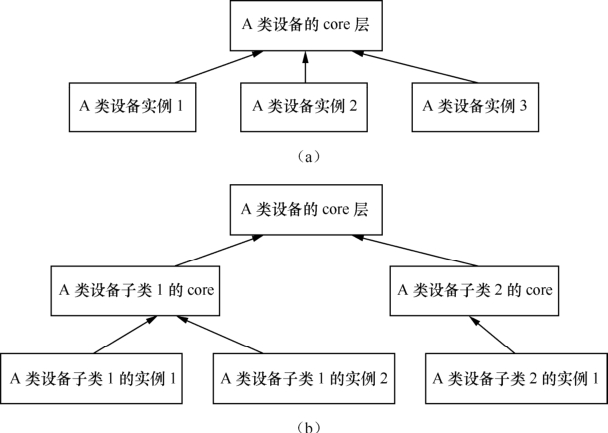 A 类设备的 core 层
A 类设备实例 1
A 类设备实例 2
A 类设备实例 3
（a）
A 类设备的 core 层
A 类设备子类 1 的 core
A 类设备子类 2 的 core
A 类设备子类 1 的实例 1
A 类设备子类 1 的实例 2
A 类设备子类 2 的实例 1
（b）